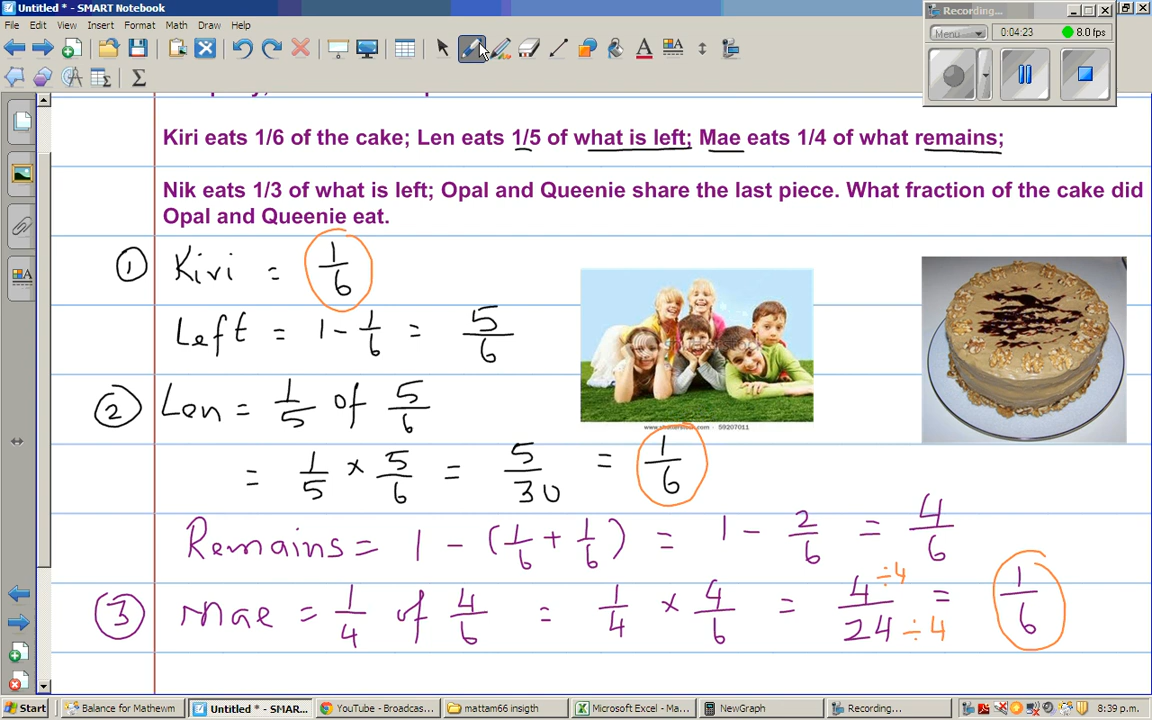 Untitled * - SMART Notebook
File Edit View Insert Format Math Draw Help
Recording...
Menu 0:04:23 8.0 fps
Kiri eats 1/6 of the cake; Len eats 1/5 of what is left; Mae eats 1/4 of what remains;
Nik eats 1/3 of what is left; Opal and Queenie share the last piece. What fraction of the cake did
Opal and Queenie eat.
① Kiri = 1/6
Left = 1 - 1/6 = 5/6
② Len = 1/5 of 5/6
www.shutterstock.com - 59207011
= 1/5 × 5/6 = 5/30 = 1/6
Remains = 1 - (1/6 + 1/6) = 1 - 2/6 = 4/6
③ Mae = 1/4 of 4/6 = 1/4 × 4/6 = 4/24 ÷4 ÷4 = 1/6
Start Balance for Mathewm Untitled * - SMAR... YouTube - Broadcas... mattam66 insigth Microsoft Excel - Ma... NewGraph Recording... 8:39 p.m.